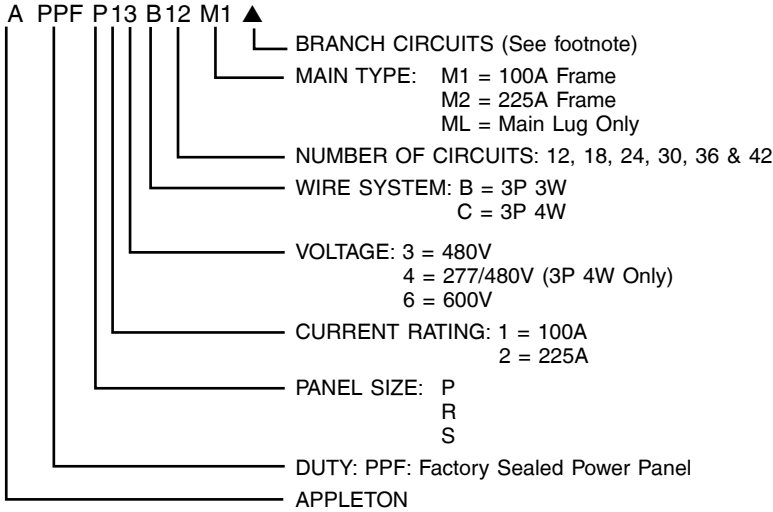 A PPF P13 B12 M1 ▲
BRANCH CIRCUITS (See footnote)
MAIN TYPE: M1 = 100A Frame
M2 = 225A Frame
ML = Main Lug Only
NUMBER OF CIRCUITS: 12, 18, 24, 30, 36 & 42
WIRE SYSTEM: B = 3P 3W
C = 3P 4W
VOLTAGE: 3 = 480V
4 = 277/480V (3P 4W Only)
6 = 600V
CURRENT RATING: 1 = 100A
2 = 225A
PANEL SIZE: P
R
S
DUTY: PPF: Factory Sealed Power Panel
APPLETON